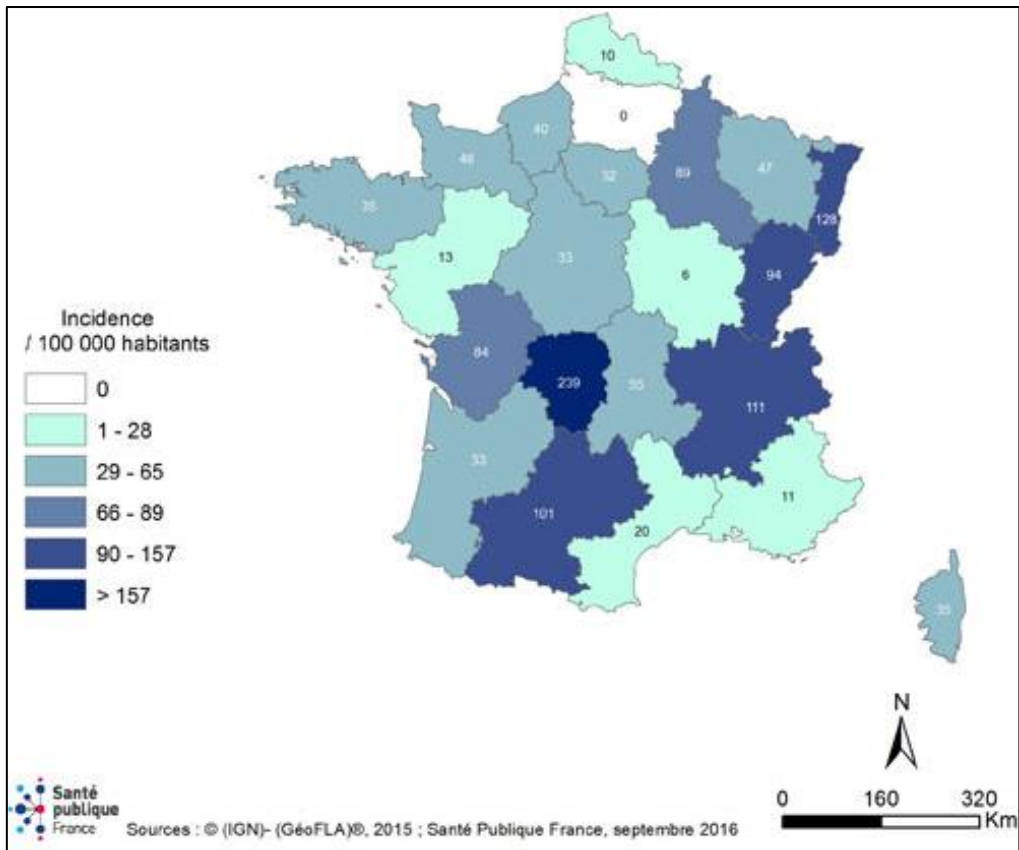 10
0
40
46
32
89
47
128
38
13
33
6
94
84
239
55
111
33
101
20
11
35
Incidence
/ 100 000 habitants
0
1 - 28
29 - 65
66 - 89
90 - 157
> 157
N
0 160 320
Km
Santé
publique
France
Sources : © (IGN)- (GéoFLA)®, 2015 ; Santé Publique France, septembre 2016